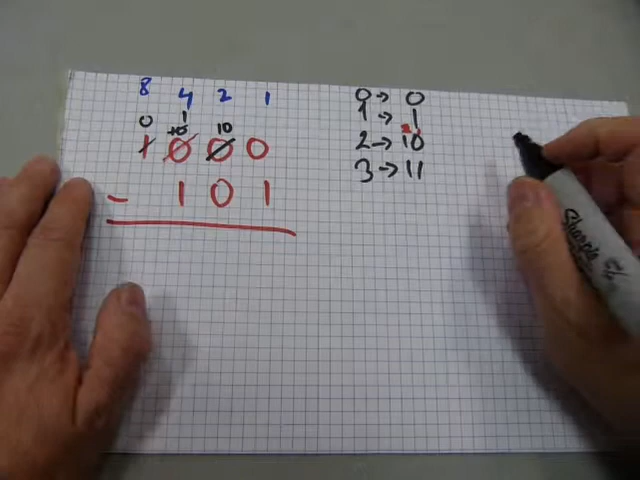 8 4 2 1
0 1
10 10
1 0 0 0
- 1 0 1
0 → 0
1 → 1
2 → 10
3 → 11
Sharpie